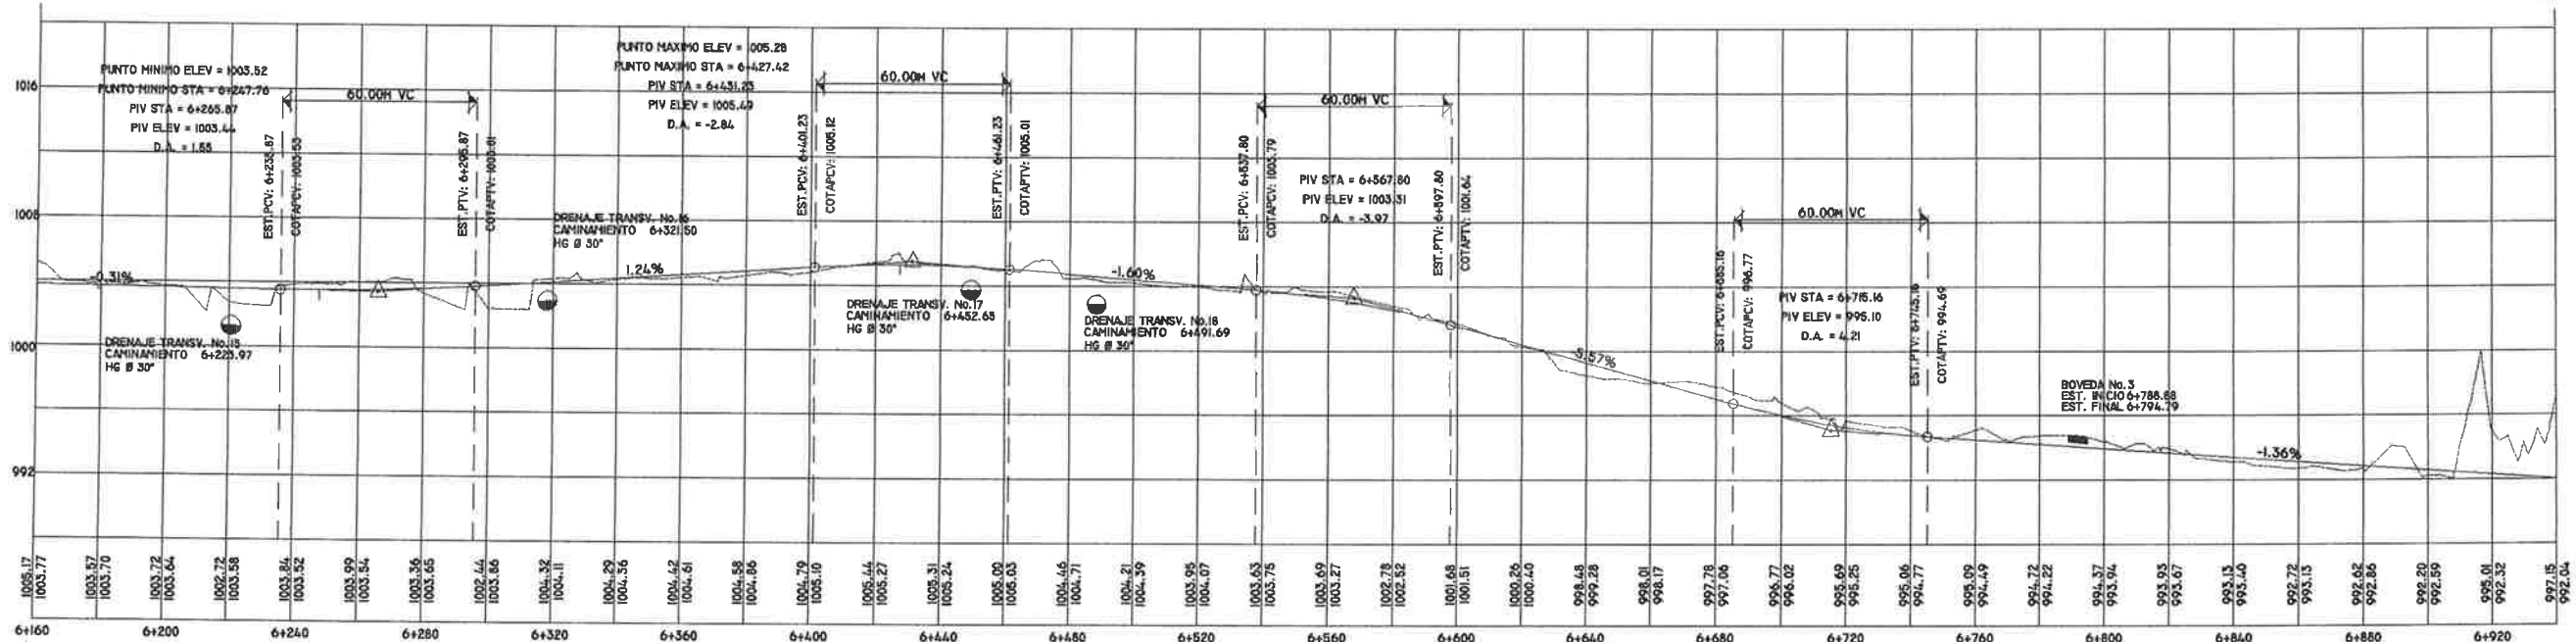 PUNTO MINIMO ELEV = 1003.52
PUNTO MINIMO STA = 6+247.76
PIV STA = 6+265.87
PIV ELEV = 1003.44
D.A. = 1.55
60.00M VC
EST.PCV: 6+235.87
COTAPCV: 1003.53
EST.PTV: 6+295.87
COTAPTV: 1003.81
PUNTO MAXIMO ELEV = 1005.28
PUNTO MAXIMO STA = 6+427.42
PIV STA = 6+431.23
PIV ELEV = 1005.49
D.A. = -2.84
60.00M VC
EST.PCV: 6+401.23
COTAPCV: 1005.12
EST.PTV: 6+461.23
COTAPTV: 1005.01
60.00M VC
EST.PCV: 6+537.80
COTAPCV: 1003.79
PIV STA = 6+567.80
PIV ELEV = 1003.31
D.A. = -3.97
EST.PTV: 6+597.80
COTAPTV: 1001.64
60.00M VC
EST.PCV: 6+685.16
COTAPCV: 996.77
PIV STA = 6+715.16
PIV ELEV = 995.10
D.A. = 4.21
EST.PTV: 6+745.16
COTAPTV: 994.69
1016
1008
1000
992
-0.31%
1.24%
-1.60%
-5.57%
-1.36%
DRENAJE TRANSV. No.15
CAMINAMIENTO 6+223.97
HG Ø 30"
DRENAJE TRANSV. No.16
CAMINAMIENTO 6+321.50
HG Ø 30"
DRENAJE TRANSV. No.17
CAMINAMIENTO 6+452.65
HG Ø 30"
DRENAJE TRANSV. No.18
CAMINAMIENTO 6+491.69
HG Ø 30"
BOVEDA No.3
EST. INICIO 6+788.88
EST. FINAL 6+794.79
1005.17
1003.77
1003.57
1003.70
1003.72
1003.64
1002.72
1003.58
1003.84
1003.52
1003.99
1003.54
1003.36
1003.65
1002.44
1003.86
1004.32
1004.11
1004.29
1004.36
1004.42
1004.61
1004.58
1004.86
1004.79
1005.10
1005.44
1005.27
1005.31
1005.24
1005.00
1005.03
1004.46
1004.71
1004.21
1004.39
1003.95
1004.07
1003.63
1003.75
1003.69
1003.27
1002.78
1002.52
1001.68
1001.51
1000.26
1000.40
998.48
999.28
998.01
998.17
997.78
997.06
996.77
996.02
995.69
995.25
995.06
994.77
995.09
994.49
994.72
994.22
994.37
993.94
993.93
993.67
993.13
993.40
992.72
993.13
992.62
992.86
992.20
992.59
995.01
992.32
997.15
992.04
6+160
6+200
6+240
6+280
6+320
6+360
6+400
6+440
6+480
6+520
6+560
6+600
6+640
6+680
6+720
6+760
6+800
6+840
6+880
6+920